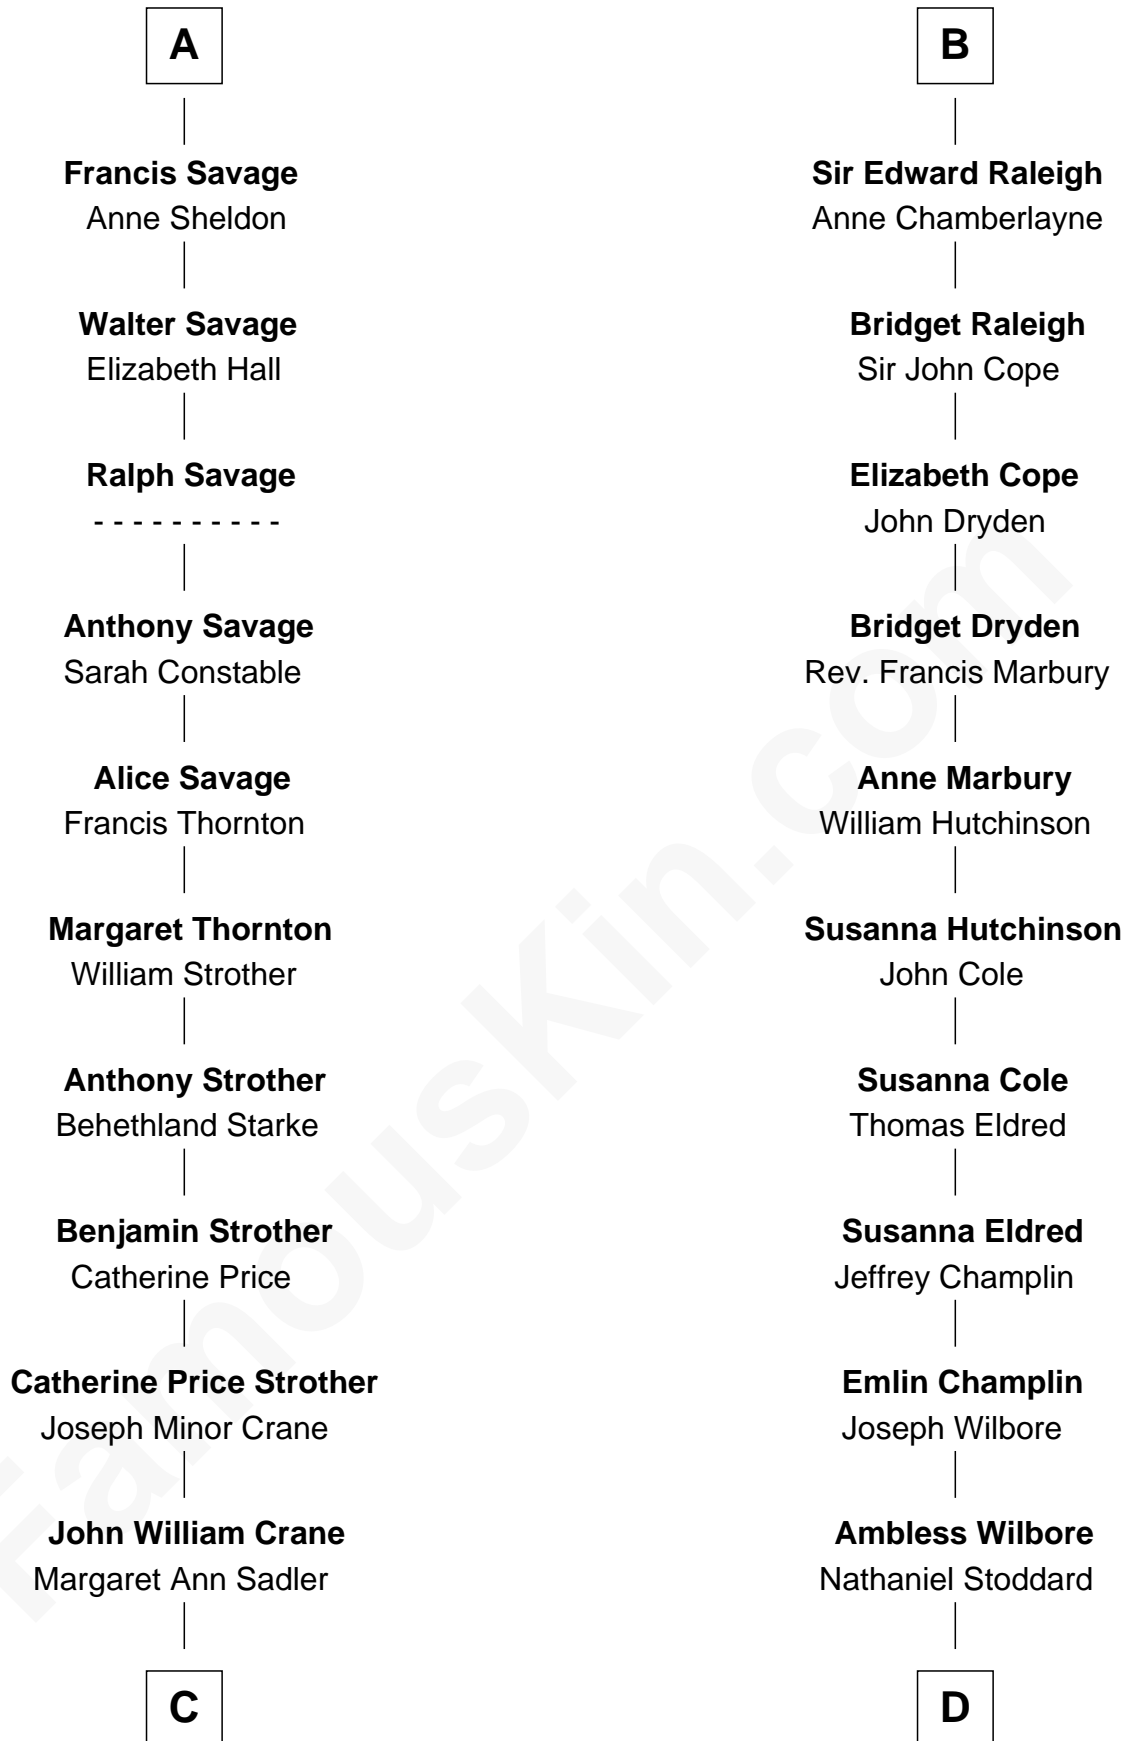 A
Francis Savage
Anne Sheldon
Walter Savage
Elizabeth Hall
Ralph Savage
- - - - - - - - - -
Anthony Savage
Sarah Constable
Alice Savage
Francis Thornton
Margaret Thornton
William Strother
Anthony Strother
Behethland Starke
Benjamin Strother
Catherine Price
Catherine Price Strother
Joseph Minor Crane
John William Crane
Margaret Ann Sadler
C
B
Sir Edward Raleigh
Anne Chamberlayne
Bridget Raleigh
Sir John Cope
Elizabeth Cope
John Dryden
Bridget Dryden
Rev. Francis Marbury
Anne Marbury
William Hutchinson
Susanna Hutchinson
John Cole
Susanna Cole
Thomas Eldred
Susanna Eldred
Jeffrey Champlin
Emlin Champlin
Joseph Wilbore
Ambless Wilbore
Nathaniel Stoddard
D
FamousKin.com